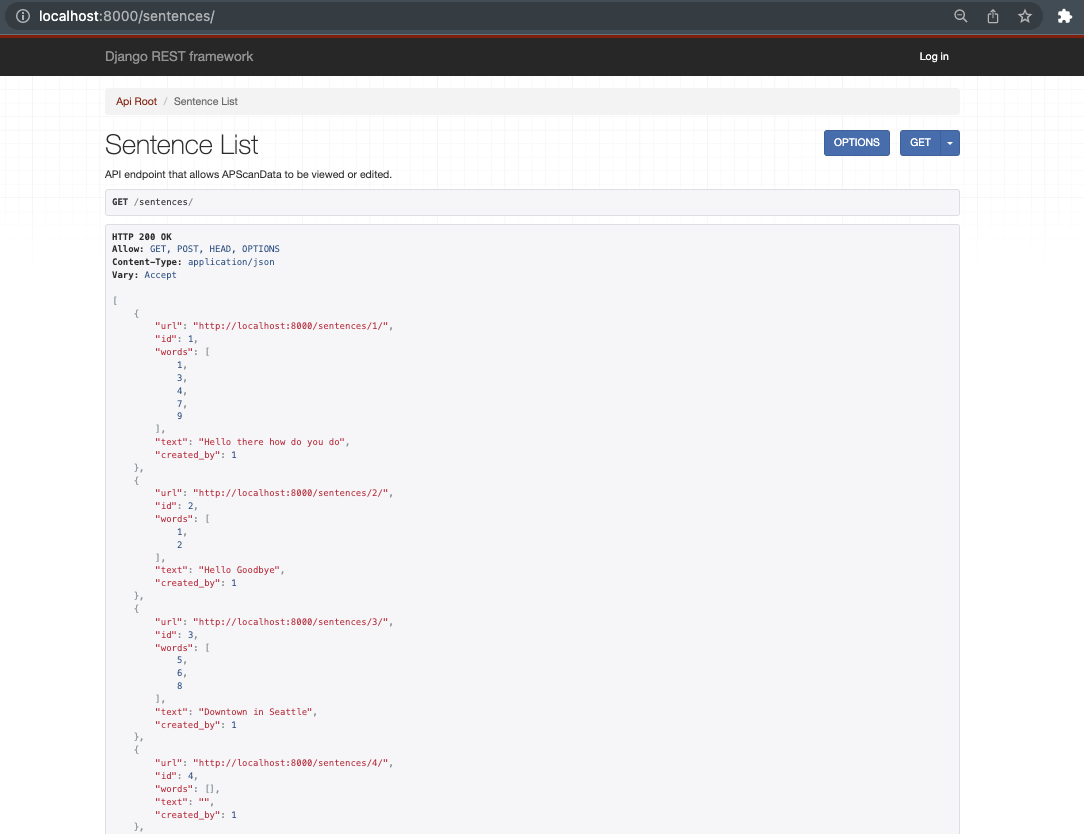 localhost:8000/sentences/
Django REST framework
Log in
Api Root / Sentence List
Sentence List
OPTIONS
GET
API endpoint that allows APScanData to be viewed or edited.
GET /sentences/
HTTP 200 OK
Allow: GET, POST, HEAD, OPTIONS
Content-Type: application/json
Vary: Accept
[
    {
        "url": "http://localhost:8000/sentences/1/",
        "id": 1,
        "words": [
            1,
            3,
            4,
            7,
            9
        ],
        "text": "Hello there how do you do",
        "created_by": 1
    },
    {
        "url": "http://localhost:8000/sentences/2/",
        "id": 2,
        "words": [
            1,
            2
        ],
        "text": "Hello Goodbye",
        "created_by": 1
    },
    {
        "url": "http://localhost:8000/sentences/3/",
        "id": 3,
        "words": [
            5,
            6,
            8
        ],
        "text": "Downtown in Seattle",
        "created_by": 1
    },
    {
        "url": "http://localhost:8000/sentences/4/",
        "id": 4,
        "words": [],
        "text": "",
        "created_by": 1
    },